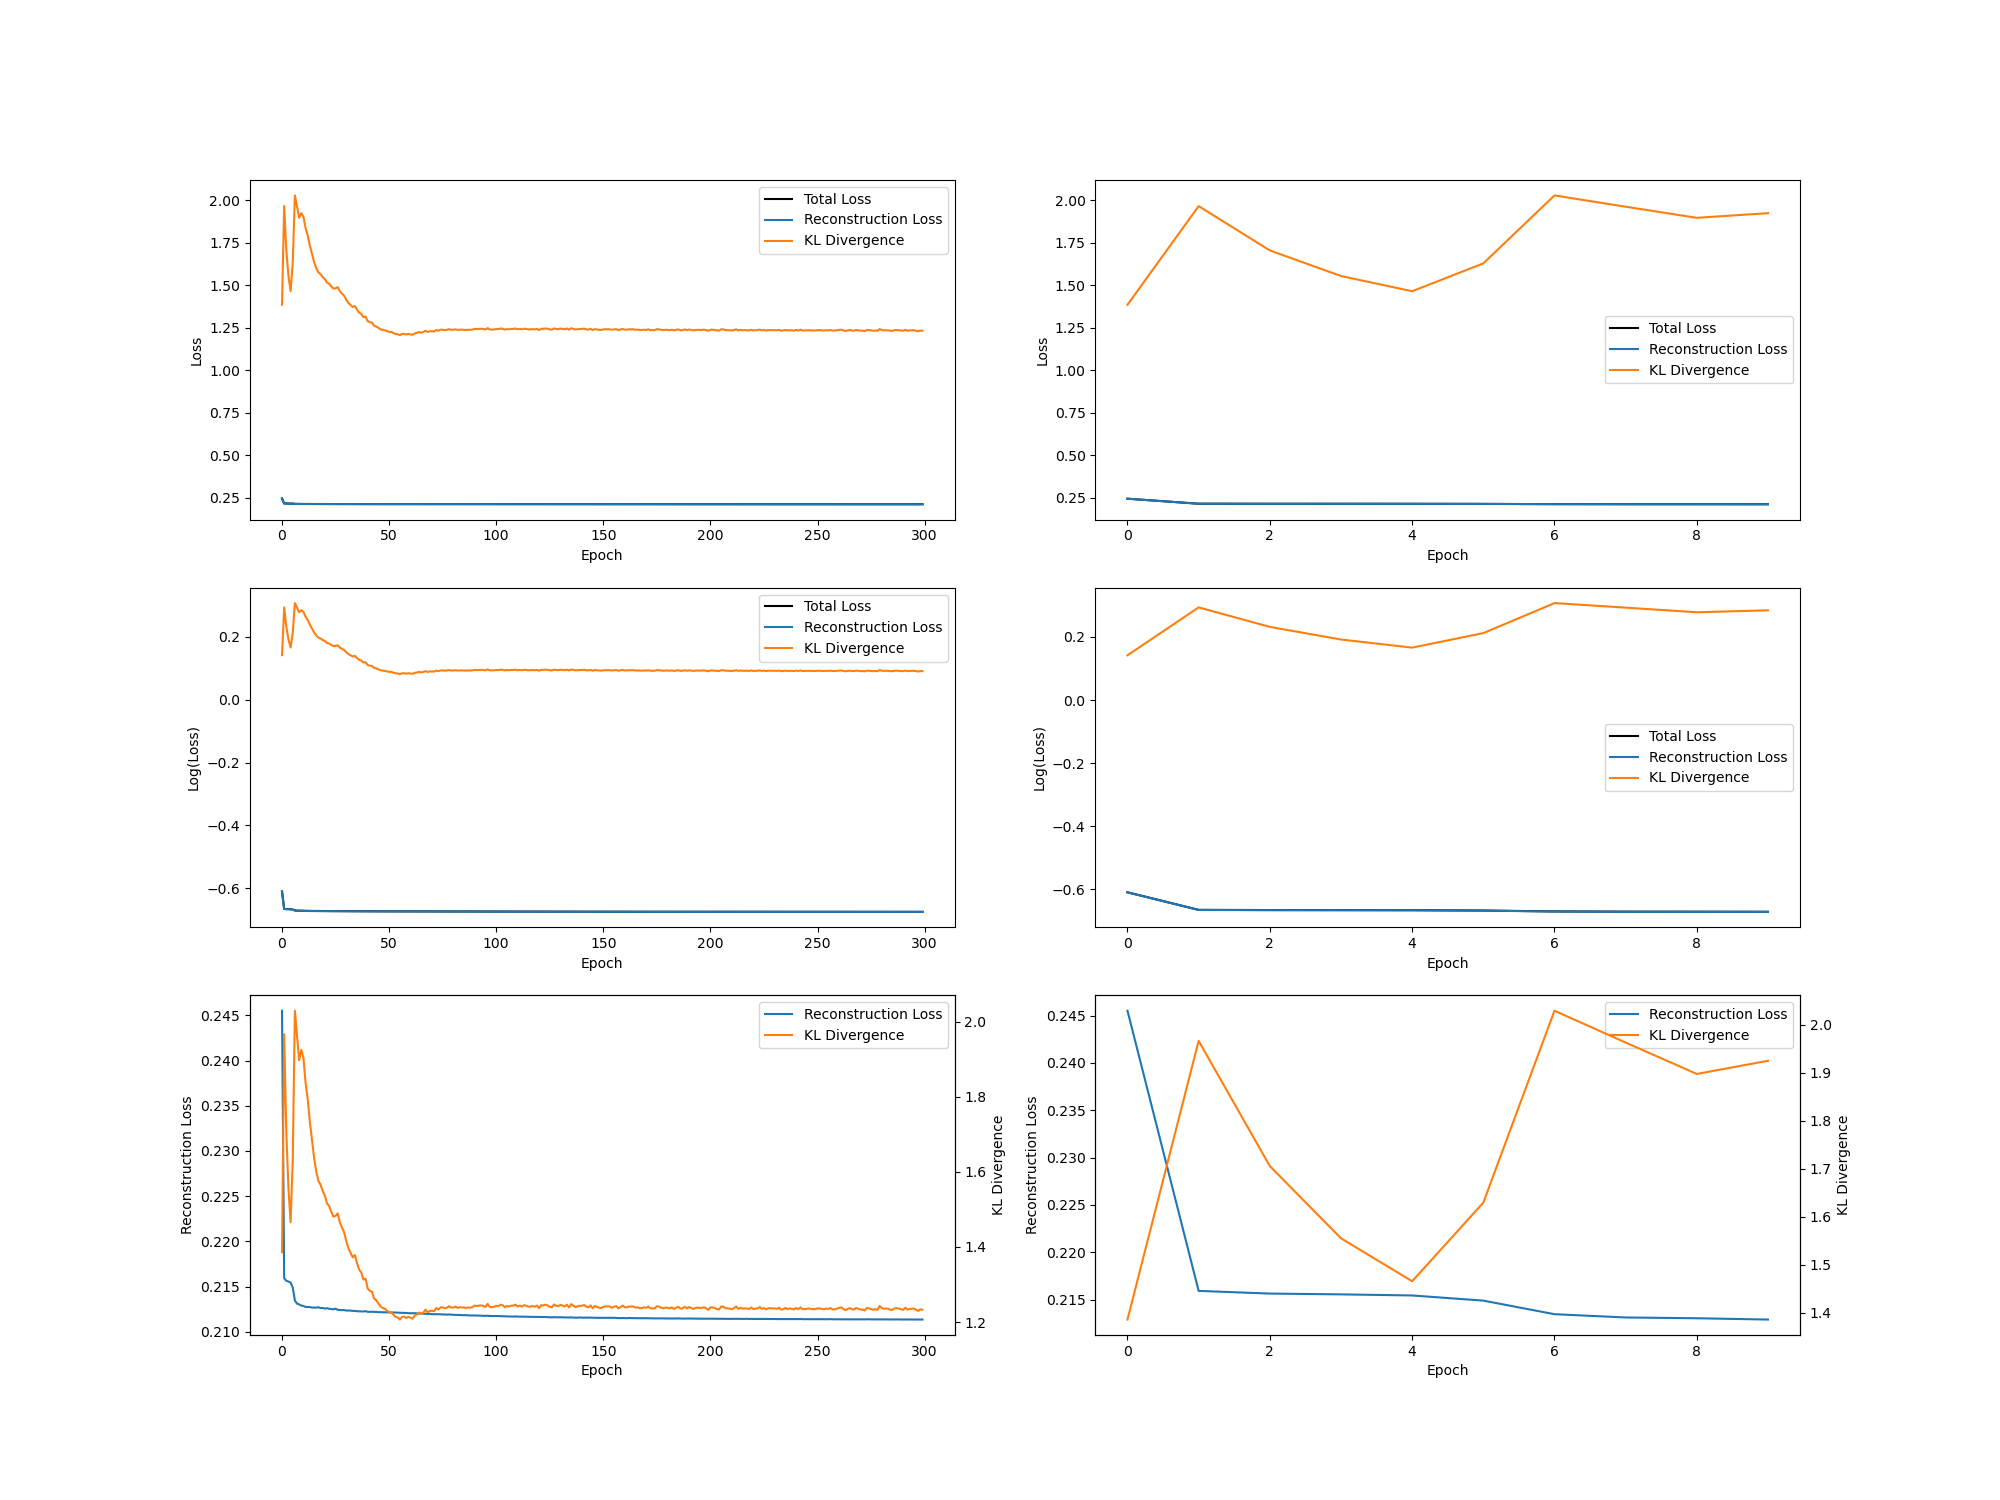 2.00
1.75
1.50
1.25
1.00
0.75
0.50
0.25
Loss
0 50 100 150 200 250 300
Epoch
Total Loss
Reconstruction Loss
KL Divergence
2.00
1.75
1.50
1.25
1.00
0.75
0.50
0.25
Loss
0 2 4 6 8
Epoch
Total Loss
Reconstruction Loss
KL Divergence
0.2
0.0
−0.2
−0.4
−0.6
Log(Loss)
0 50 100 150 200 250 300
Epoch
Total Loss
Reconstruction Loss
KL Divergence
0.2
0.0
−0.2
−0.4
−0.6
Log(Loss)
0 2 4 6 8
Epoch
Total Loss
Reconstruction Loss
KL Divergence
0.245
0.240
0.235
0.230
0.225
0.220
0.215
0.210
Reconstruction Loss
0 50 100 150 200 250 300
Epoch
Reconstruction Loss
KL Divergence
2.0
1.8
1.6
1.4
1.2
KL Divergence
0.245
0.240
0.235
0.230
0.225
0.220
0.215
Reconstruction Loss
0 2 4 6 8
Epoch
Reconstruction Loss
KL Divergence
2.0
1.9
1.8
1.7
1.6
1.5
1.4
KL Divergence